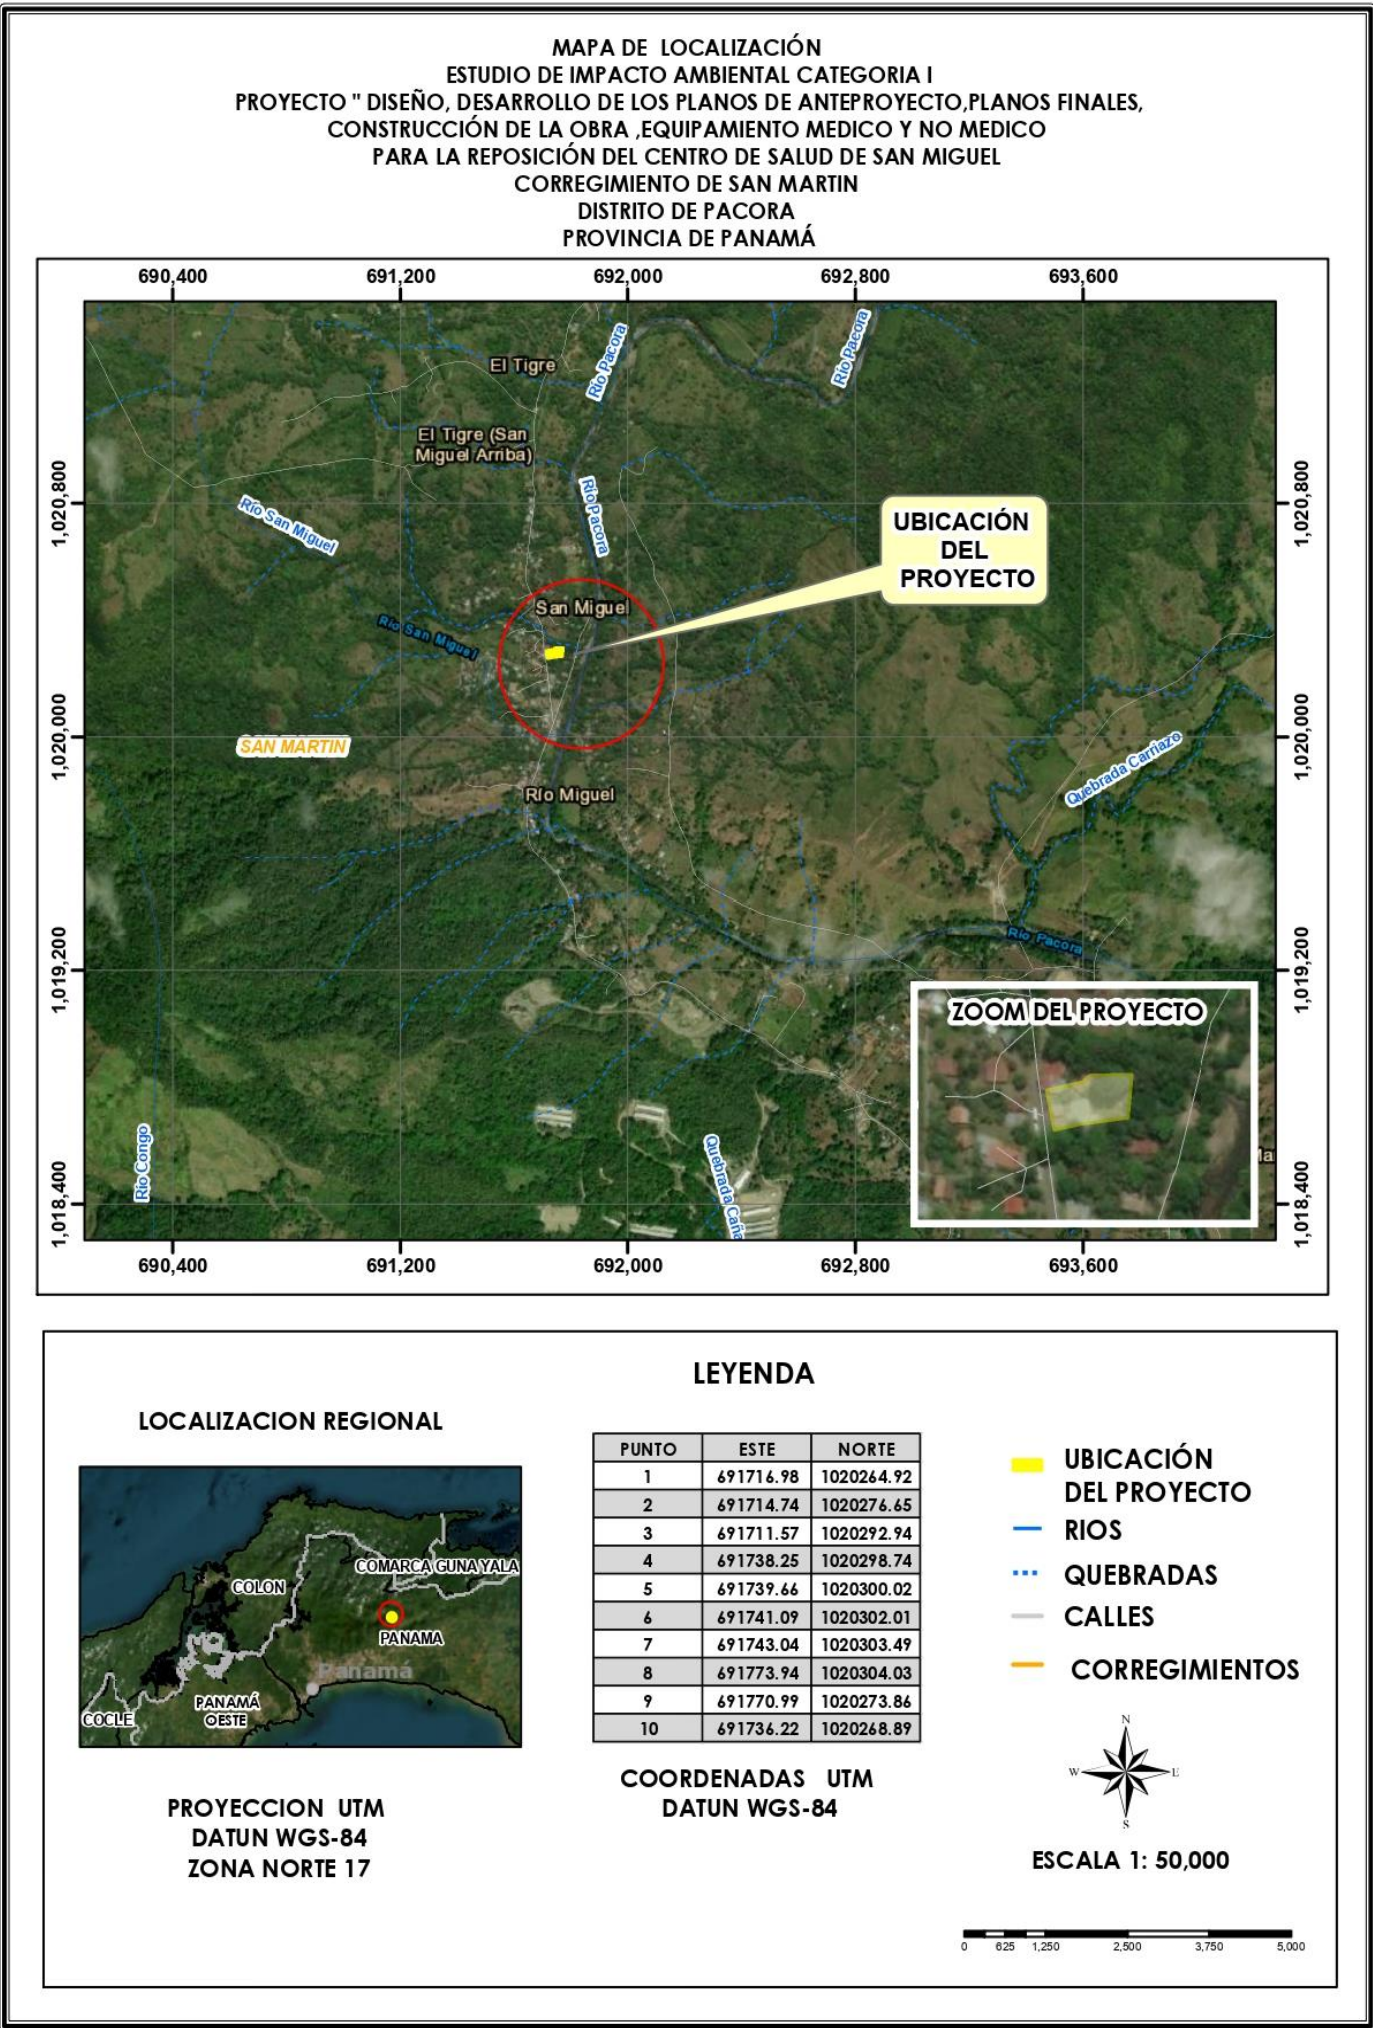 MAPA DE LOCALIZACIÓN
ESTUDIO DE IMPACTO AMBIENTAL CATEGORIA I
PROYECTO " DISEÑO, DESARROLLO DE LOS PLANOS DE ANTEPROYECTO,PLANOS FINALES,
CONSTRUCCIÓN DE LA OBRA ,EQUIPAMIENTO MEDICO Y NO MEDICO
PARA LA REPOSICIÓN DEL CENTRO DE SALUD DE SAN MIGUEL
CORREGIMIENTO DE SAN MARTIN
DISTRITO DE PACORA
PROVINCIA DE PANAMÁ
690,400 691,200 692,000 692,800 693,600
Río Pacora
Río Pacora
El Tigre
El Tigre (San
Miguel Arriba)
1,020,800
1,020,800
Río San Miguel
Río Pacora
UBICACIÓN
DEL
PROYECTO
San Miguel
Río San Miguel
1,020,000
1,020,000
SAN MARTIN
Quebrada Carriazo
Río Miguel
Río Pacora
1,019,200
1,019,200
ZOOM DEL PROYECTO
Río Congo
Quebrada Caña
Ma
1,018,400
1,018,400
690,400 691,200 692,000 692,800 693,600
LEYENDA
LOCALIZACION REGIONAL
COMARCA GUNA YALA
COLON
PANAMA
Panamá
PANAMÁ
OESTE
COCLE
PROYECCION UTM
DATUN WGS-84
ZONA NORTE 17
PUNTO ESTE NORTE
1 691716.98 1020264.92
2 691714.74 1020276.65
3 691711.57 1020292.94
4 691738.25 1020298.74
5 691739.66 1020300.02
6 691741.09 1020302.01
7 691743.04 1020303.49
8 691773.94 1020304.03
9 691770.99 1020273.86
10 691736.22 1020268.89
COORDENADAS UTM
DATUN WGS-84
UBICACIÓN
DEL PROYECTO
RIOS
QUEBRADAS
CALLES
CORREGIMIENTOS
N
W E
S
ESCALA 1: 50,000
0 625 1,250 2,500 3,750 5,000